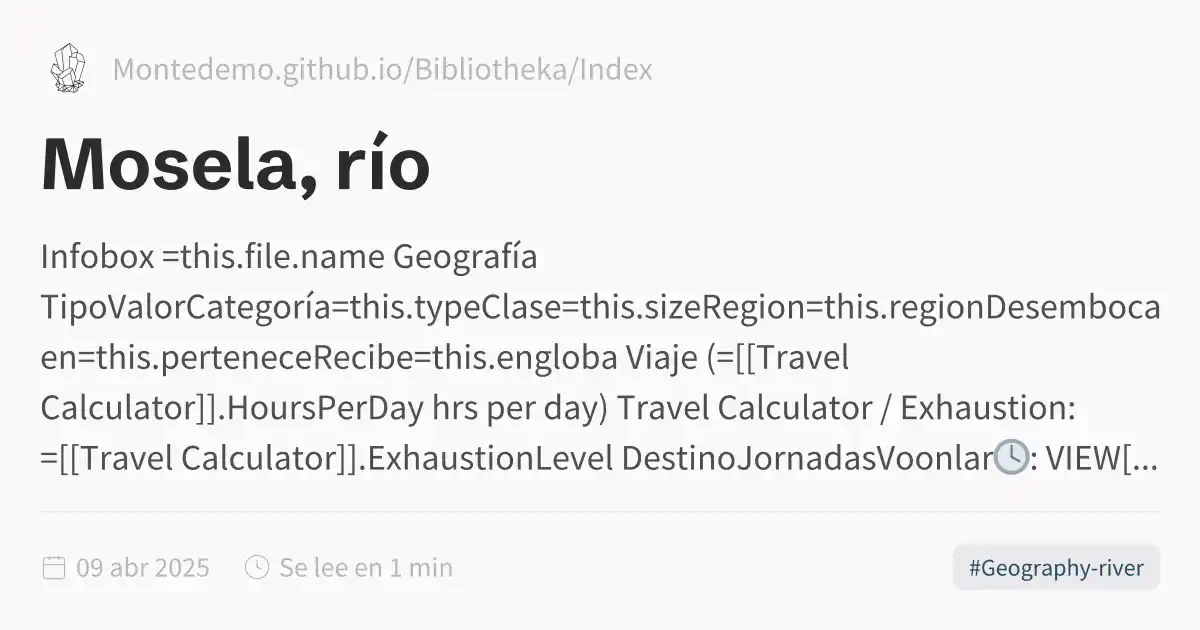 Montedemo.github.io/Bibliotheka/Index
Mosela, río
Infobox =this.file.name Geografía
TipoValorCategoría=this.typeClase=this.sizeRegion=this.regionDesemboca
en=this.perteneceRecibe=this.engloba Viaje (=[[Travel
Calculator]].HoursPerDay hrs per day) Travel Calculator / Exhaustion:
=[[Travel Calculator]].ExhaustionLevel DestinoJornadasVoonlar🕓: VIEW[...
09 abr 2025 Se lee en 1 min #Geography-river